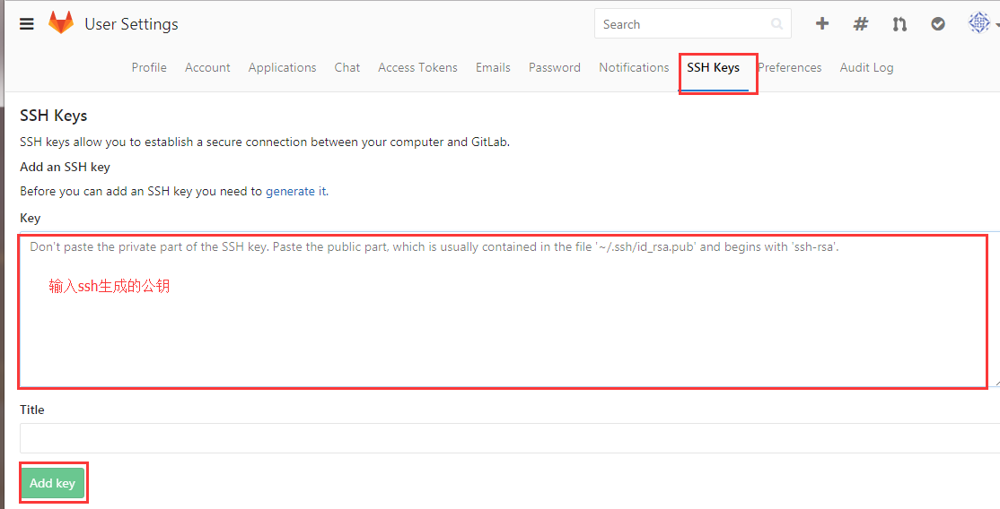 User Settings
Search
Profile Account Applications Chat Access Tokens Emails Password Notifications SSH Keys Preferences Audit Log
SSH Keys
SSH keys allow you to establish a secure connection between your computer and GitLab.
Add an SSH key
Before you can add an SSH key you need to generate it.
Key
Don't paste the private part of the SSH key. Paste the public part, which is usually contained in the file '~/.ssh/id_rsa.pub' and begins with 'ssh-rsa'.
输入ssh生成的公钥
Title
Add key